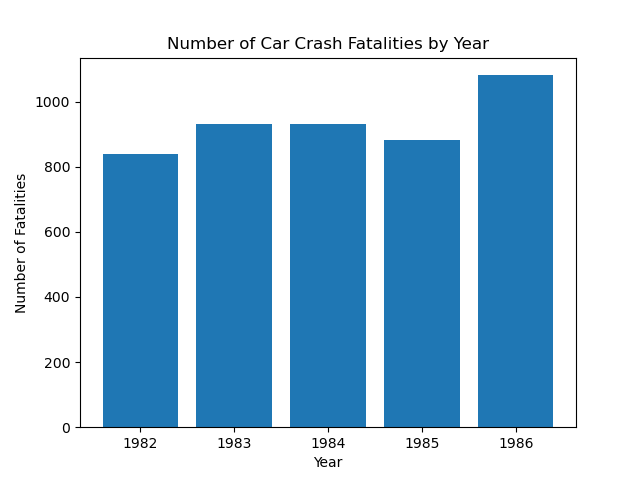 Number of Car Crash Fatalities by Year
Number of Fatalities
1000
800
600
400
200
0
1982 1983 1984 1985 1986
Year